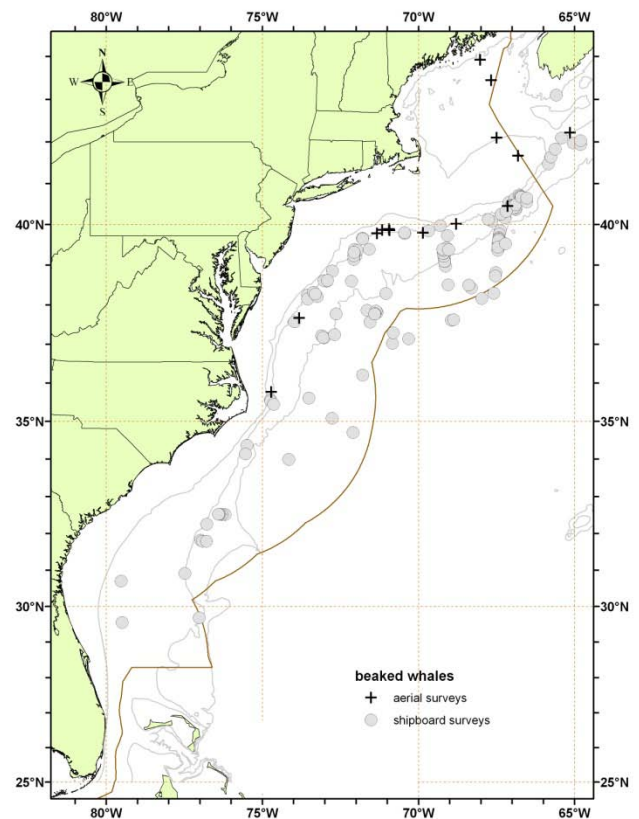 80°W 75°W 70°W 65°W
N
W E
S
40°N 40°N
35°N 35°N
30°N 30°N
beaked whales
aerial surveys
shipboard surveys
25°N 25°N
80°W 75°W 70°W 65°W